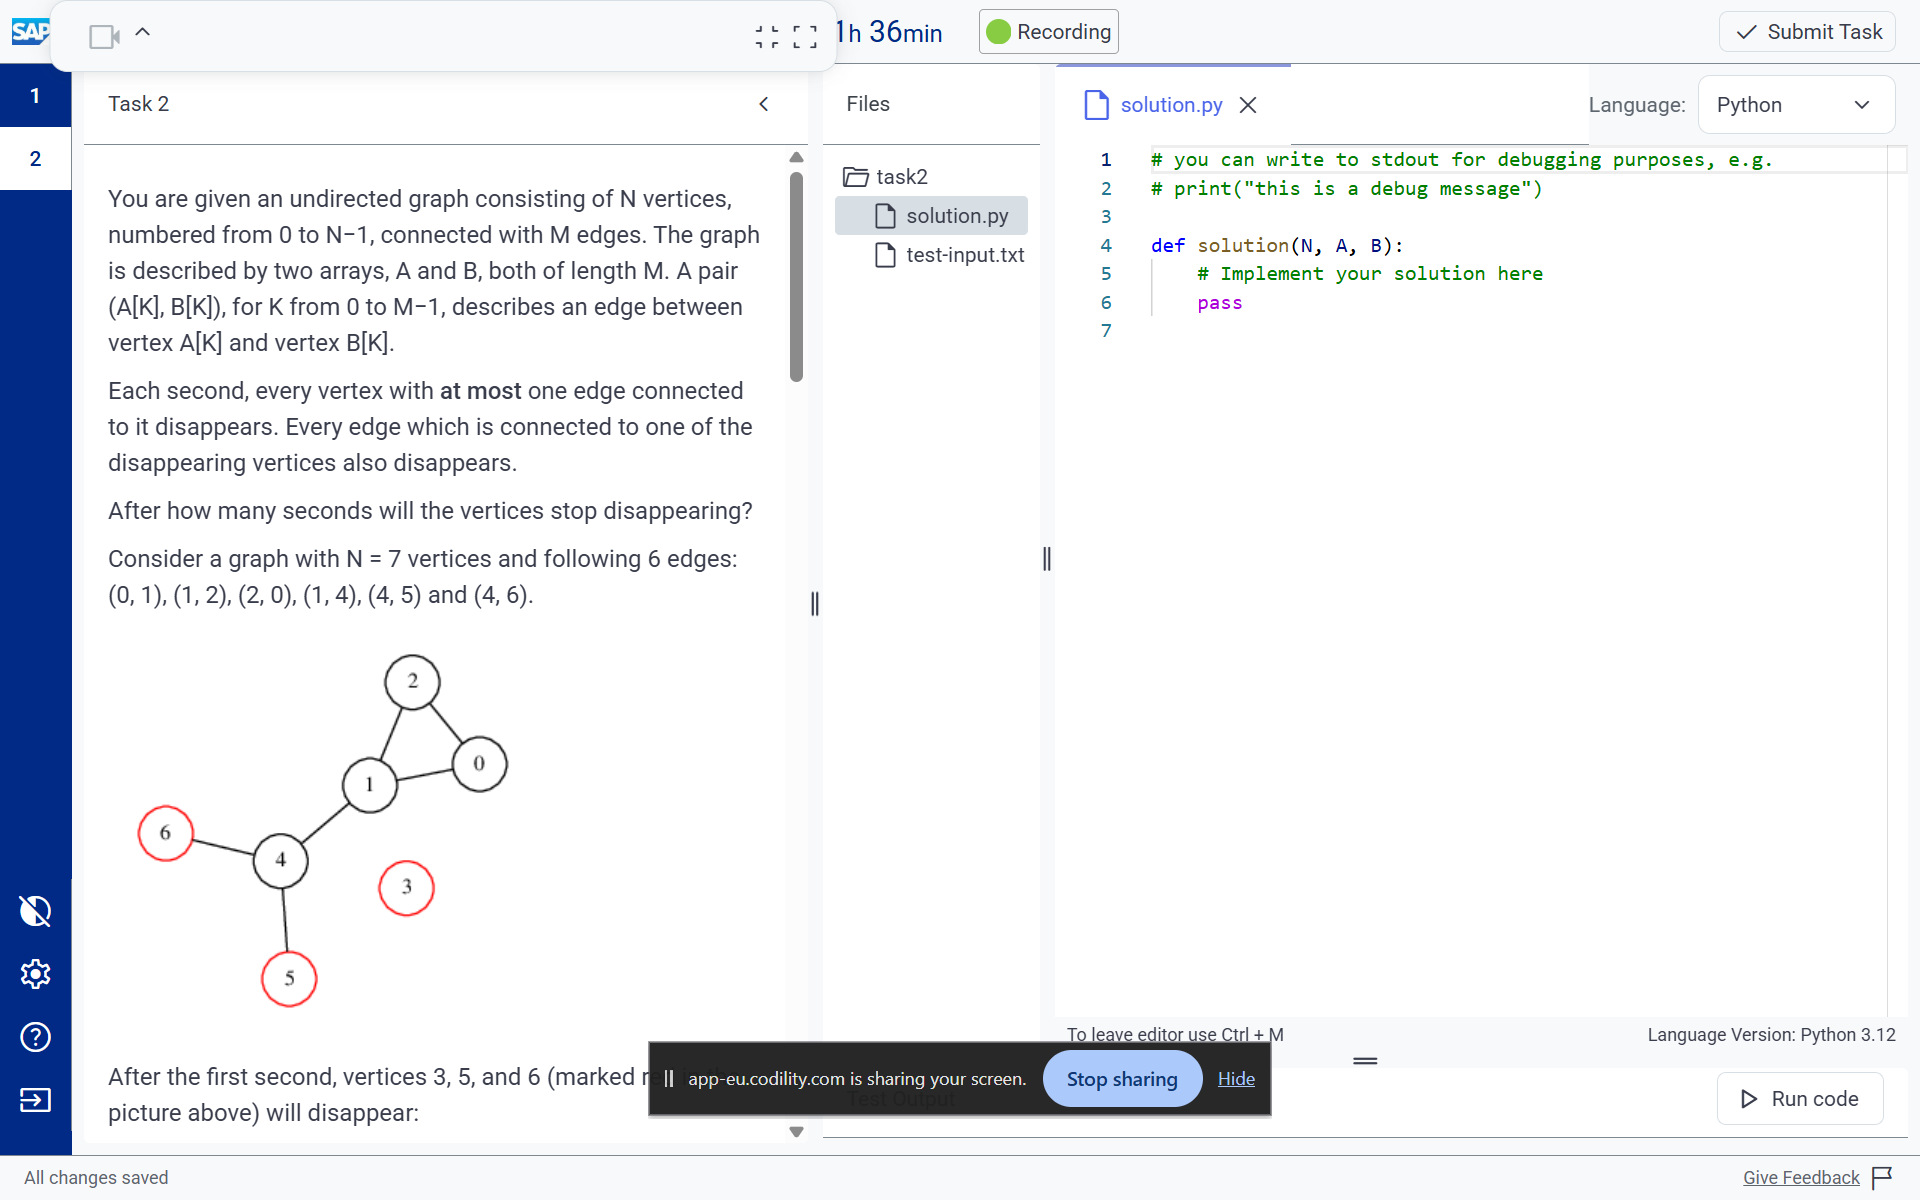 SAP
1h 36min
Recording
Submit Task
1
2
Task 2
Files
solution.py
Language:
Python
You are given an undirected graph consisting of N vertices,
numbered from 0 to N−1, connected with M edges. The graph
is described by two arrays, A and B, both of length M. A pair
(A[K], B[K]), for K from 0 to M−1, describes an edge between
vertex A[K] and vertex B[K].
Each second, every vertex with at most one edge connected
to it disappears. Every edge which is connected to one of the
disappearing vertices also disappears.
After how many seconds will the vertices stop disappearing?
Consider a graph with N = 7 vertices and following 6 edges:
(0, 1), (1, 2), (2, 0), (1, 4), (4, 5) and (4, 6).
2
0
1
6
4
3
5
After the first second, vertices 3, 5, and 6 (marked
picture above) will disappear:
task2
solution.py
test-input.txt
1 # you can write to stdout for debugging purposes, e.g.
2 # print("this is a debug message")
3
4 def solution(N, A, B):
5 # Implement your solution here
6 pass
7
To leave editor use Ctrl + M
Language Version: Python 3.12
app-eu.codility.com is sharing your screen.
Stop sharing
Hide
Test Output
Run code
All changes saved
Give Feedback